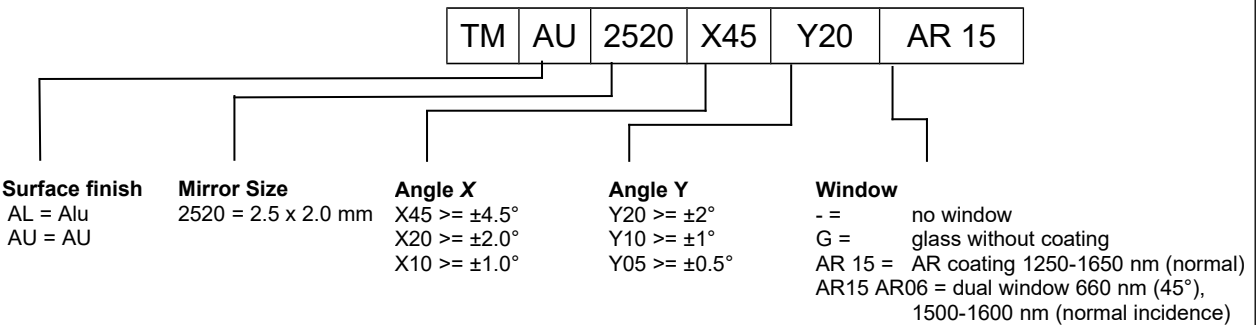 TM AU 2520 X45 Y20 AR 15
Surface finish
AL = Alu
AU = AU
Mirror Size
2520 = 2.5 x 2.0 mm
Angle X
X45 >= ±4.5°
X20 >= ±2.0°
X10 >= ±1.0°
Angle Y
Y20 >= ±2°
Y10 >= ±1°
Y05 >= ±0.5°
Window
- = no window
G = glass without coating
AR 15 = AR coating 1250-1650 nm (normal)
AR15 AR06 = dual window 660 nm (45°),
1500-1600 nm (normal incidence)